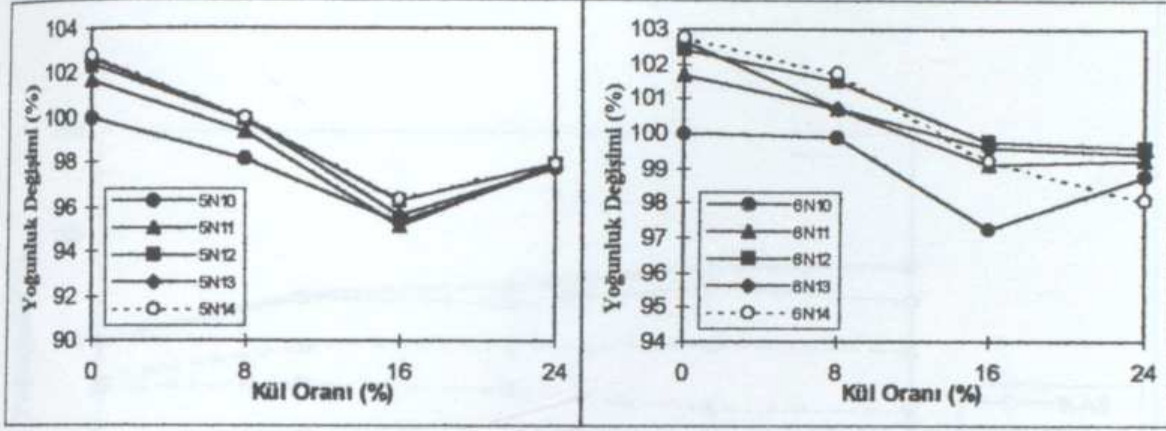 104
102
100
98
96
94
92
90
Yoğunluk Değişimi (%)
5N10
5N11
5N12
5N13
5N14
0 8 16 24
Kül Oranı (%)
103
102
101
100
99
98
97
96
95
94
Yoğunluk Değişimi (%)
6N10
6N11
6N12
6N13
6N14
0 8 16 24
Kül Oranı (%)